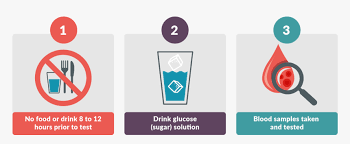 1
No food or drink 8 to 12
hours prior to test
2
Drink glucose
(sugar) solution
3
Blood samples taken
and tested